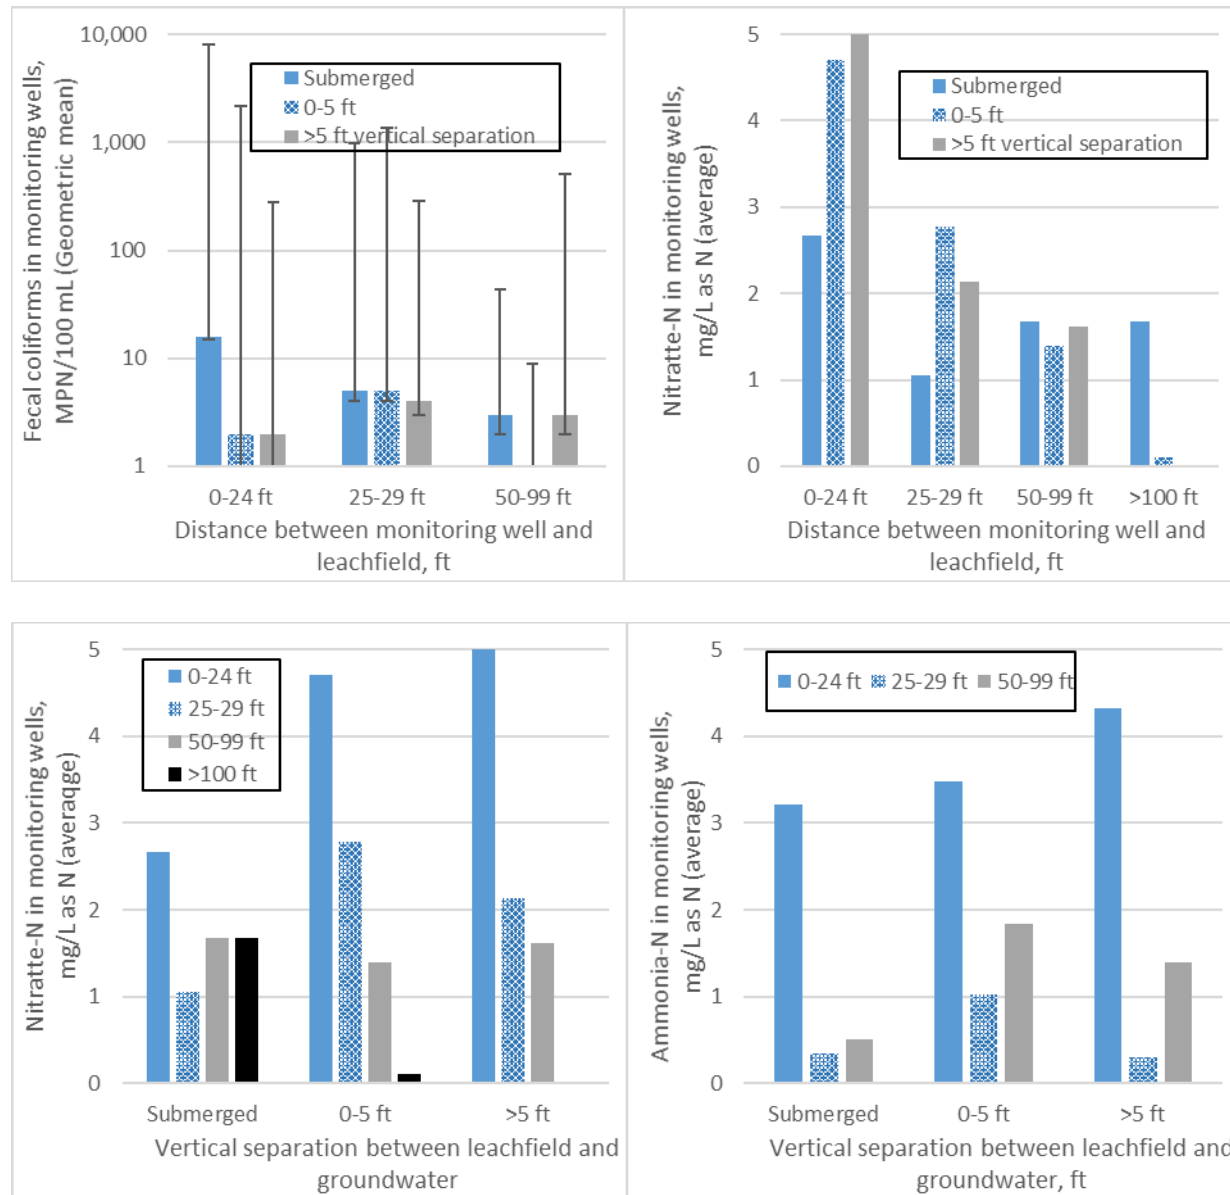 Fecal coliforms in monitoring wells,
MPN/100 mL (Geometric mean)
10,000
1,000
100
10
1
Submerged
0-5 ft
>5 ft vertical separation
0-24 ft 25-29 ft 50-99 ft
Distance between monitoring well and
leachfield, ft
Nitratte-N in monitoring wells,
mg/L as N (average)
5
4
3
2
1
0
Submerged
0-5 ft
>5 ft vertical separation
0-24 ft 25-29 ft 50-99 ft >100 ft
Distance between monitoring well and
leachfield, ft
Nitratte-N in monitoring wells,
mg/L as N (averaqge)
5
4
3
2
1
0
0-24 ft
25-29 ft
50-99 ft
>100 ft
Submerged 0-5 ft >5 ft
Vertical separation between leachfield and
groundwater
Ammonia-N in monitoring wells,
mg/L as N (average)
5
4
3
2
1
0
0-24 ft 25-29 ft 50-99 ft
Submerged 0-5 ft >5 ft
Vertical separation between leachfield and
groundwater, ft